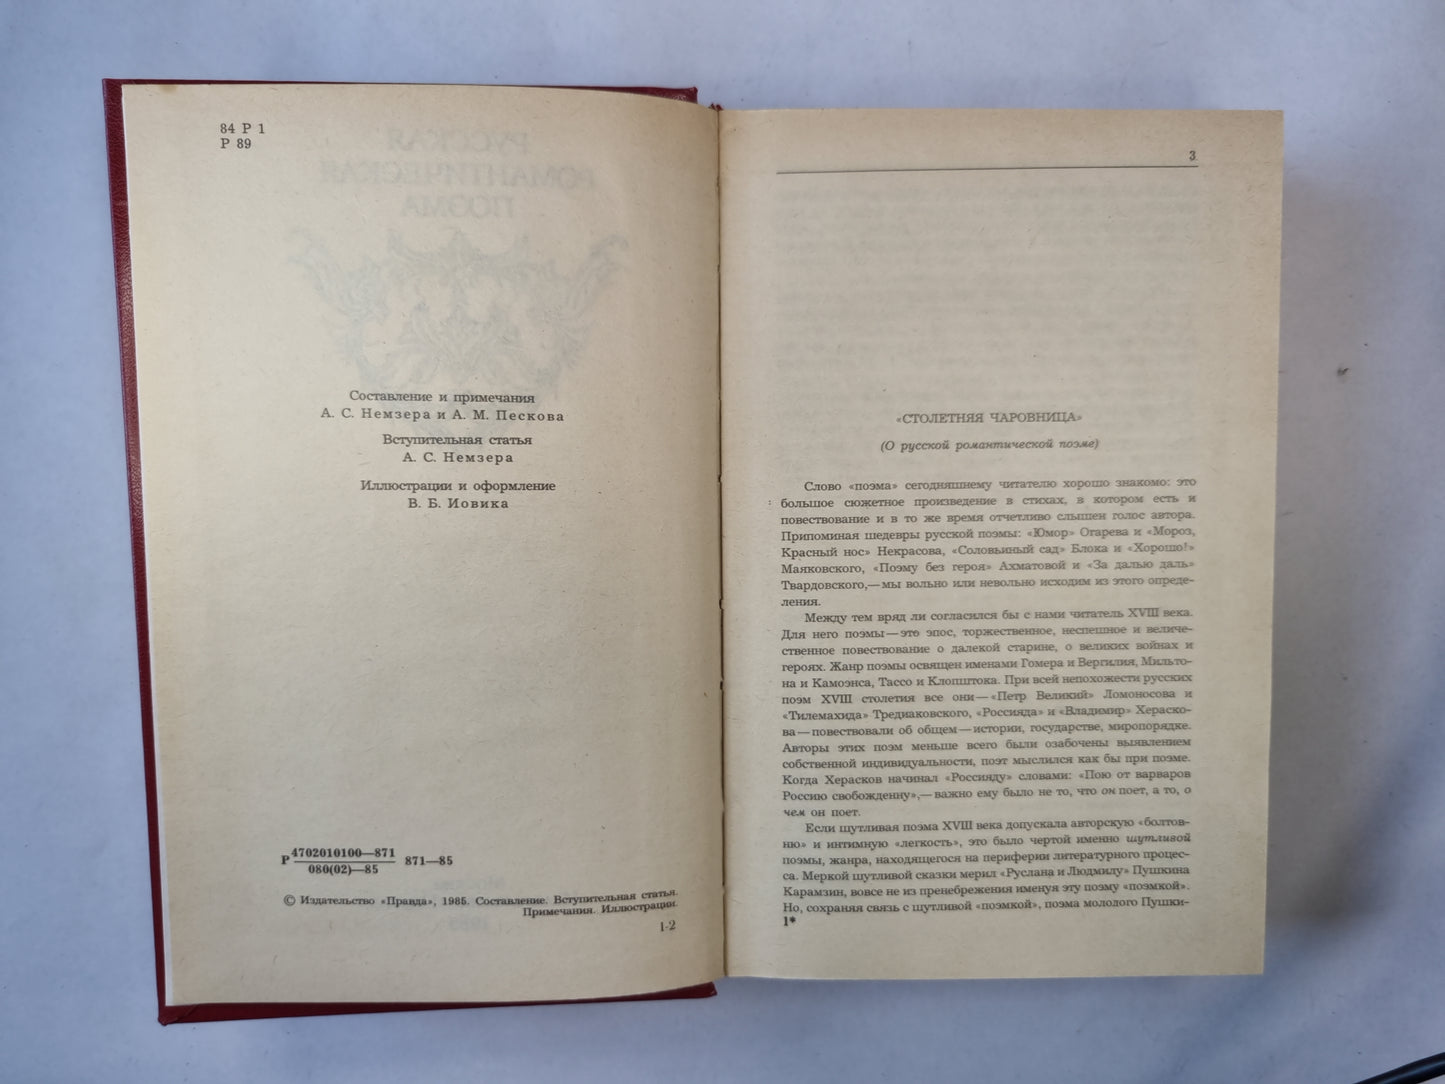 84 Р 1
Р 89
Составление и примечания
А. С. Немзера и А. М. Пескова
Вступительная статья
А. С. Немзера
Иллюстрации и оформление
В. Б. Иовика
Р 4702010100—871 871—85
080(02)—85
© Издательство «Правда», 1985. Составление. Вступительная статья.
Примечания. Иллюстрации.
1-2
3
«СТОЛЕТНЯЯ ЧАРОВНИЦА»
(О русской романтической поэме)
Слово «поэма» сегодняшнему читателю хорошо знакомо: это
большое сюжетное произведение в стихах, в котором есть и
повествование и в то же время отчетливо слышен голос автора.
Припоминая шедевры русской поэмы: «Юмор» Огарева и «Мороз,
Красный нос» Некрасова, «Соловьиный сад» Блока и «Хорошо!»
Маяковского, «Поэму без героя» Ахматовой и «За далью даль»
Твардовского,—мы вольно или невольно исходим из этого опреде-
ления.
Между тем вряд ли согласился бы с нами читатель XVIII века.
Для него поэмы—это эпос, торжественное, неспешное и величе-
ственное повествование о далекой старине, о великих войнах и
героях. Жанр поэмы освящен именами Гомера и Вергилия, Мильто-
на и Камоэнса, Тассо и Клопштока. При всей непохожести русских
поэм XVIII столетия все они—«Петр Великий» Ломоносова и
«Тилемахида» Тредиаковского, «Россияда» и «Владимир» Хераско-
ва—повествовали об общем—истории, государстве, миропорядке.
Авторы этих поэм меньше всего были озабочены выявлением
собственной индивидуальности, поэт мыслился как бы при поэме.
Когда Херасков начинал «Россияду» словами: «Пою от варваров
Россию свобожденну»,—важно ему было не то, что он поет, а то, о
чем он поет.
Если шутливая поэма XVIII века допускала авторскую «болтов-
ню» и интимную «легкость», это было чертой именно шутливой
поэмы, жанра, находящегося на периферии литературного процес-
са. Меркой шутливой сказки мерил «Руслана и Людмилу» Пушкина
Карамзин, вовсе не из пренебрежения именуя эту поэму «поэмкой».
Но, сохраняя связь с шутливой «поэмкой», поэма молодого Пушки-
1*